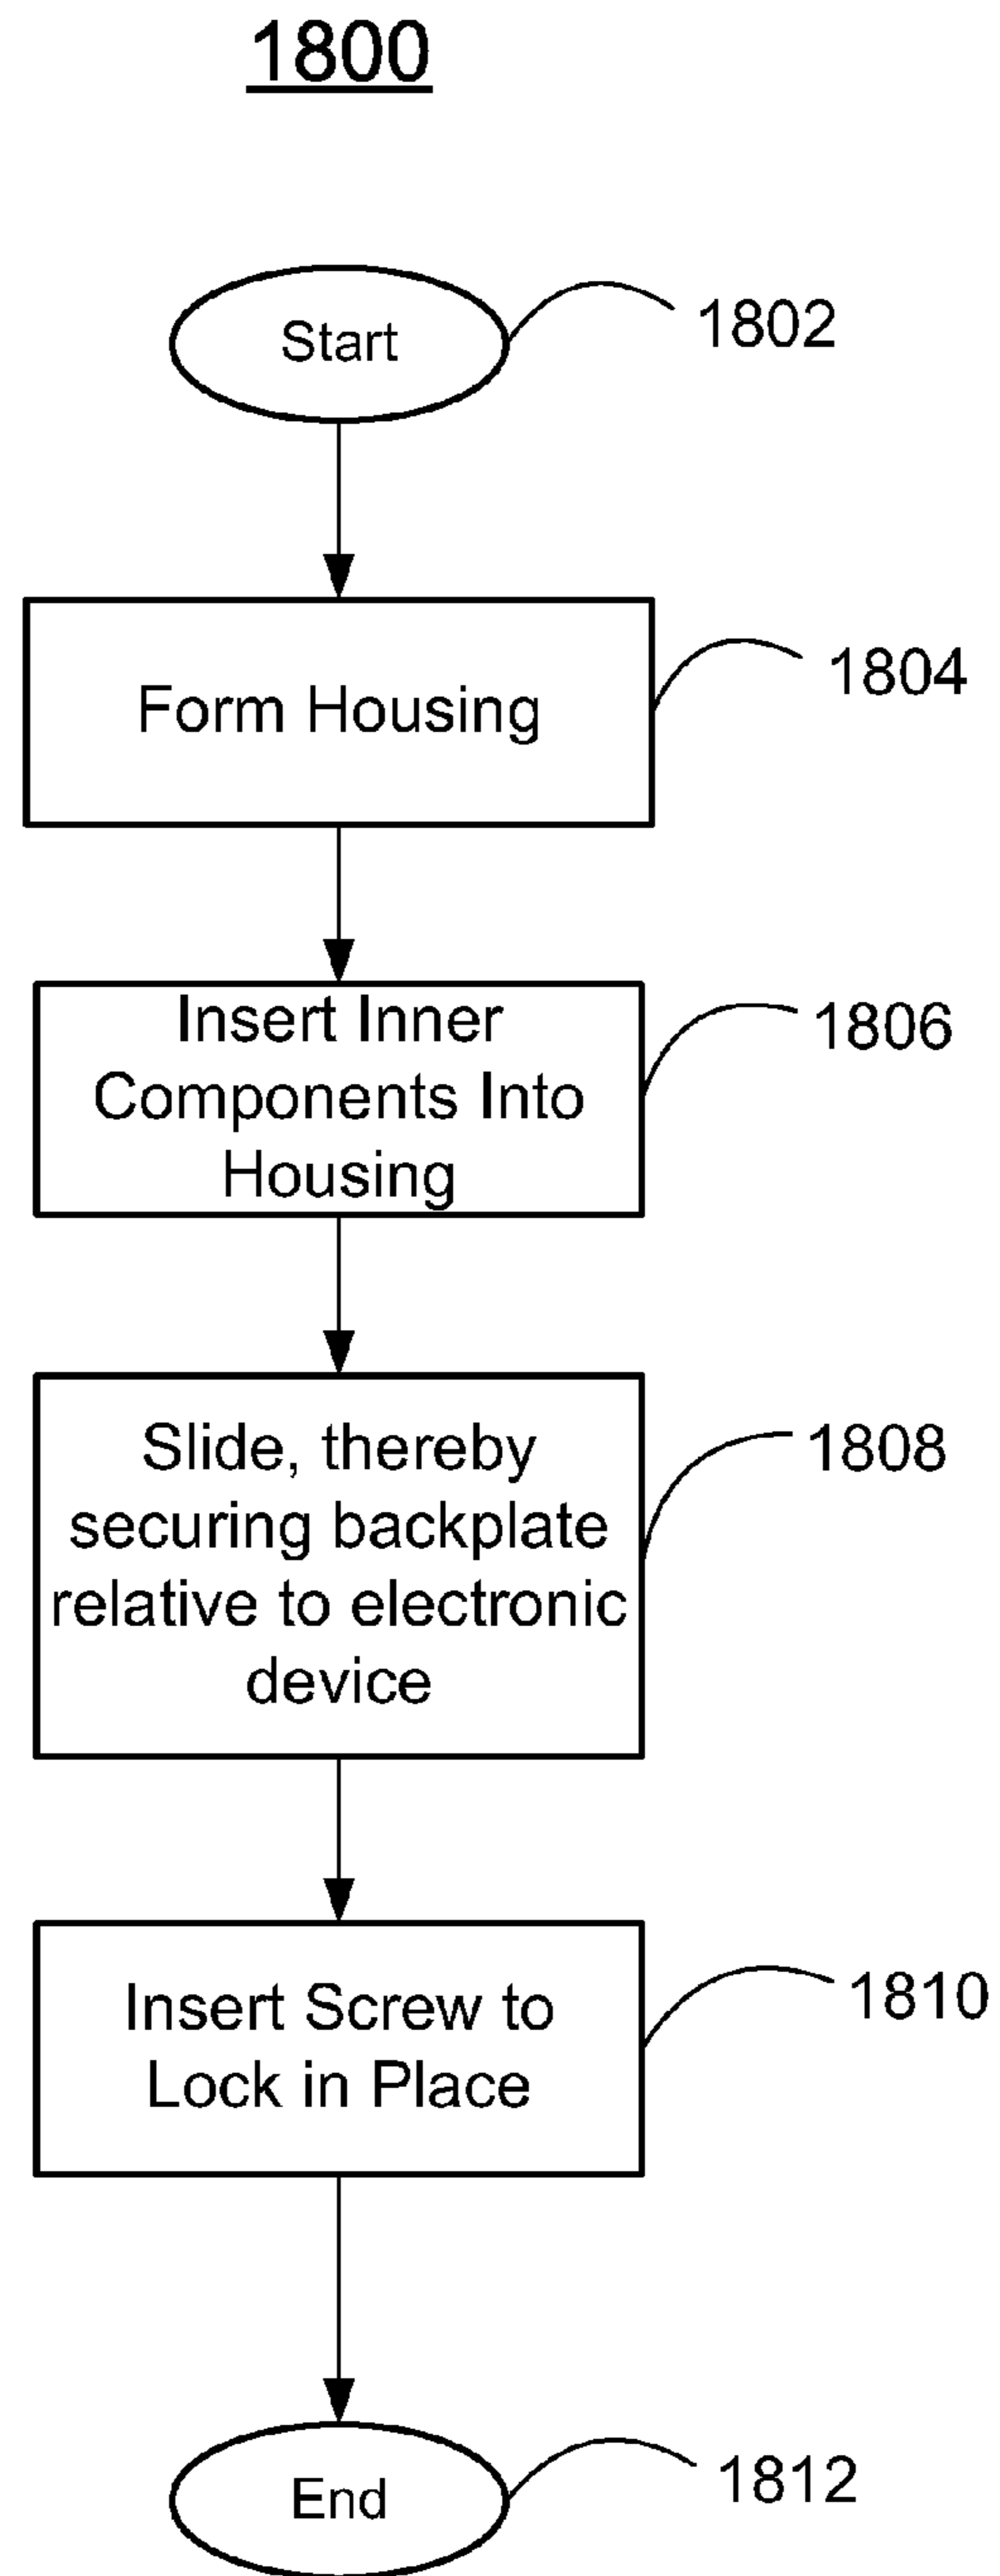 1800
Start
1802
Form Housing
1804
Insert Inner
Components Into
Housing
1806
Slide, thereby
securing backplate
relative to electronic
device
1808
Insert Screw to
Lock in Place
1810
End
1812